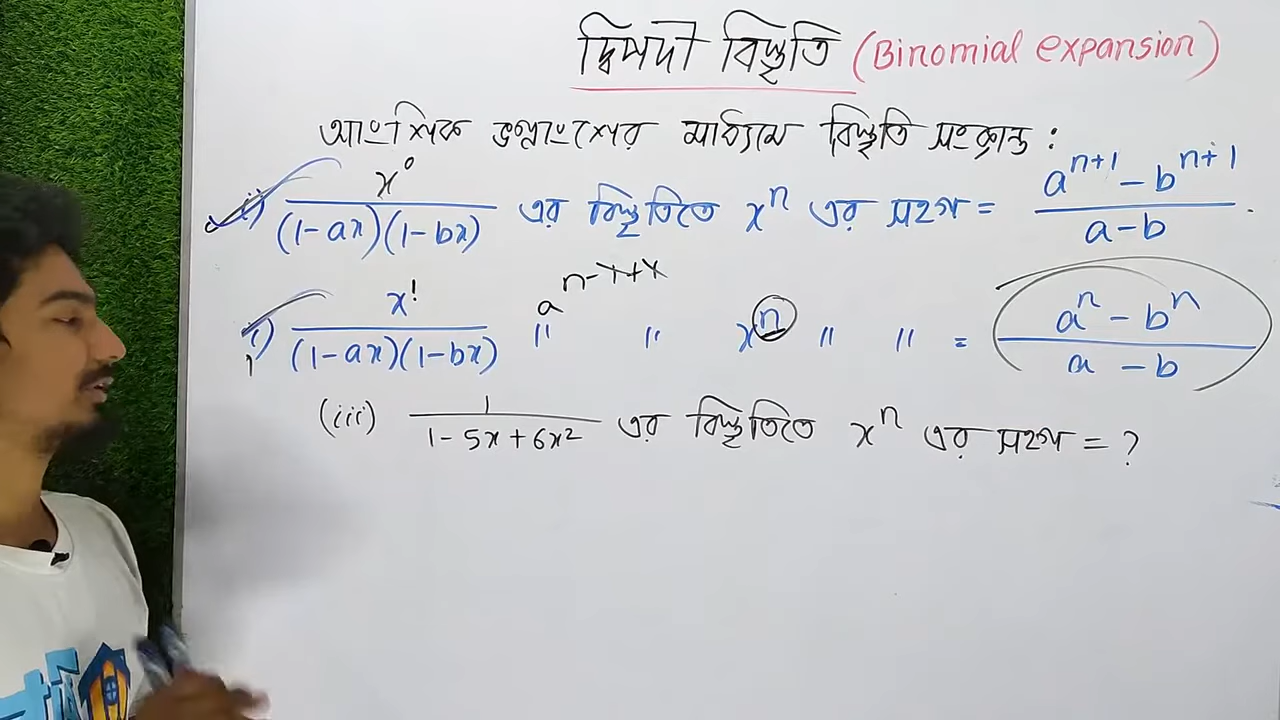 দ্বিপদী বিস্তৃতি (Binomial expansion)
আংশিক ভগ্নাংশের মাধ্যমে বিস্তৃতি সংক্রান্ত :
i) x⁰/((1-ax)(1-bx)) এর বিস্তৃতিতে xⁿ এর সহগ = (aⁿ⁺¹ - bⁿ⁺¹)/(a-b) .
a^(n-1+1)
ii) x¹/((1-ax)(1-bx)) " " xⁿ " " = (aⁿ - bⁿ)/(a - b)
(iii) 1/(1-5x+6x²) এর বিস্তৃতিতে xⁿ এর সহগ = ?